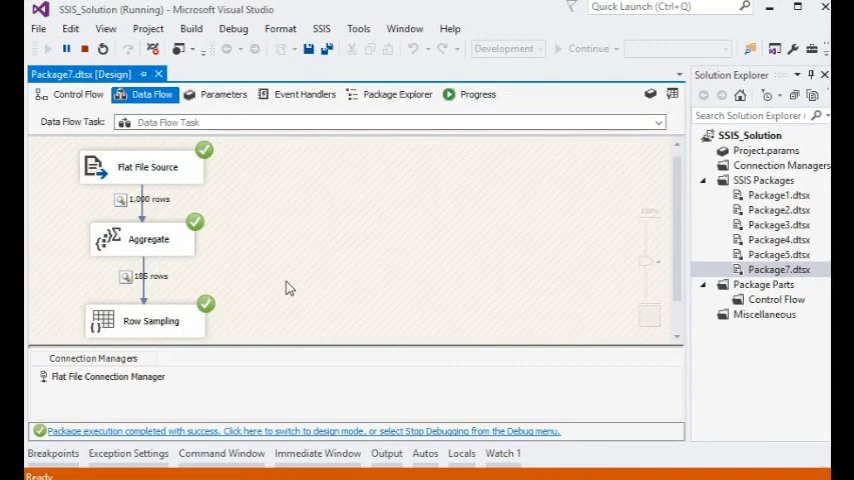 SSIS_Solution (Running) - Microsoft Visual Studio
Quick Launch (Ctrl+Q)
File Edit View Project Build Debug Format SSIS Tools Window Help
Development
Continue
Package7.dtsx [Design]
Control Flow Data Flow Parameters Event Handlers Package Explorer Progress
Data Flow Task: Data Flow Task
Flat File Source
1,000 rows
Aggregate
185 rows
Row Sampling
Connection Managers
Flat File Connection Manager
Package execution completed with success. Click here to switch to design mode, or select Stop Debugging from the Debug menu.
Breakpoints Exception Settings Command Window Immediate Window Output Autos Locals Watch 1
Ready
Solution Explorer
Search Solution Explorer
SSIS_Solution
Project.params
Connection Managers
SSIS Packages
Package1.dtsx
Package2.dtsx
Package3.dtsx
Package4.dtsx
Package5.dtsx
Package7.dtsx
Package Parts
Control Flow
Miscellaneous